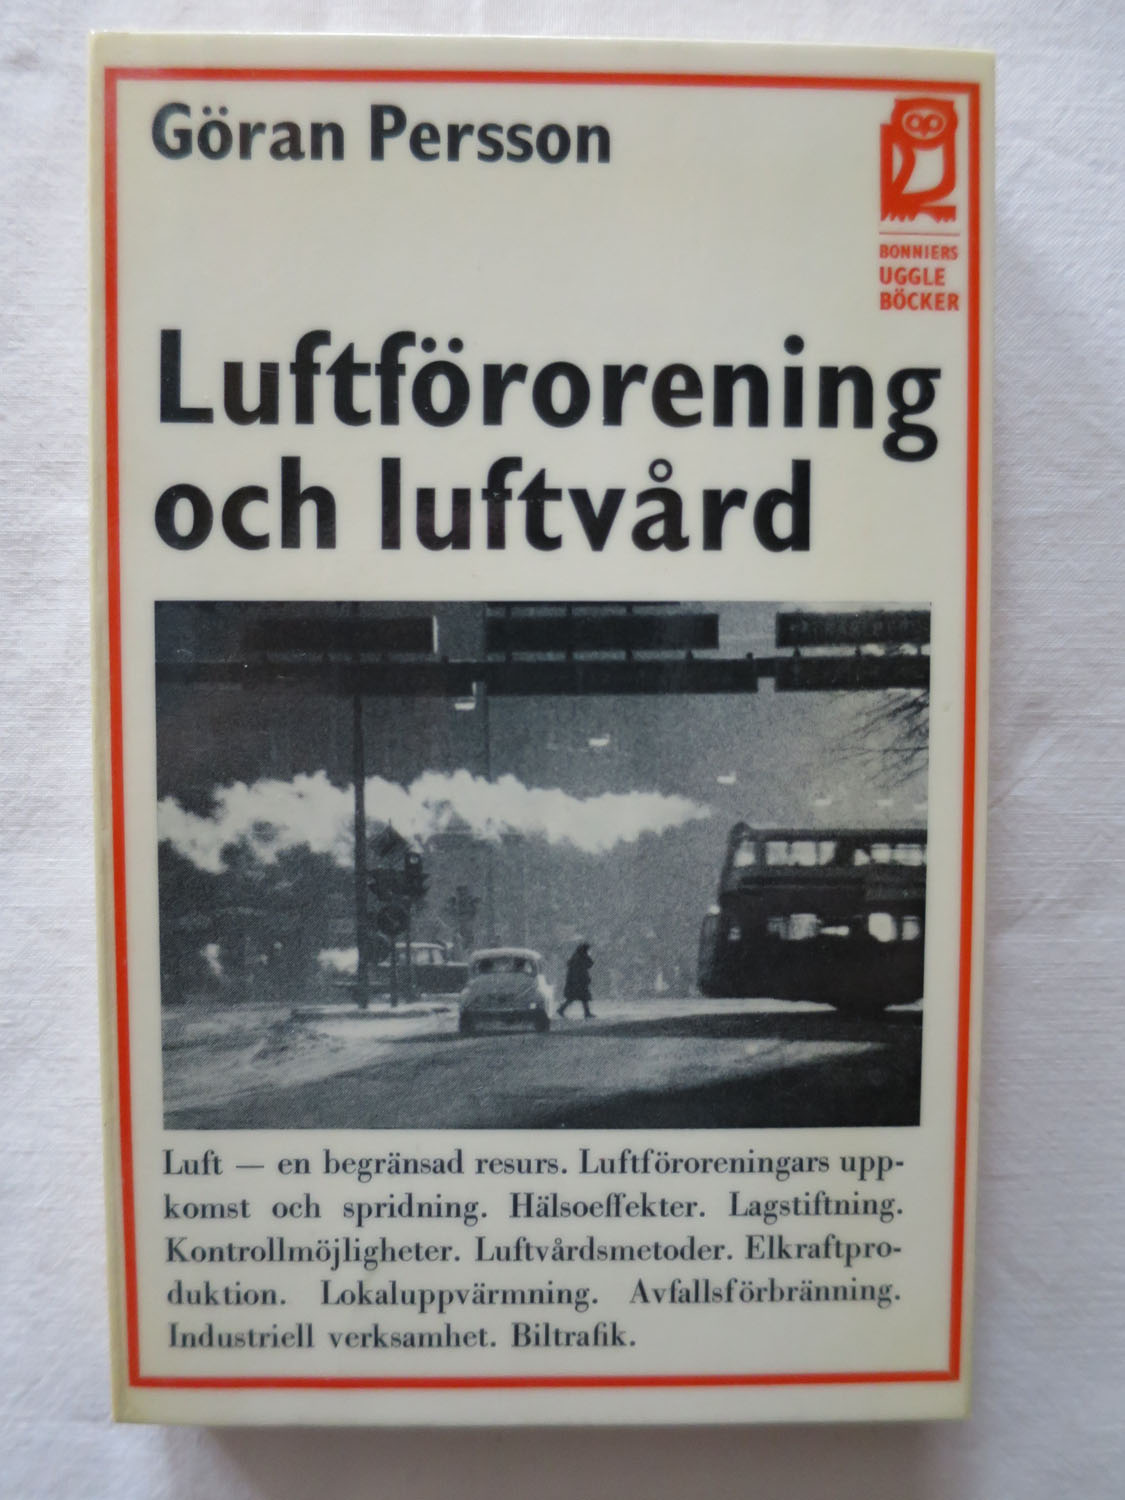 Göran Persson
BONNIERS
UGGLE
BÖCKER
Luftförorening
och luftvård
Luft — en begränsad resurs. Luftföroreningars upp-
komst och spridning. Hälsoeffekter. Lagstiftning.
Kontrollmöjligheter. Luftvårdsmetoder. Elkraftpro-
duktion. Lokaluppvärmning. Avfallsförbränning.
Industriell verksamhet. Biltrafik.